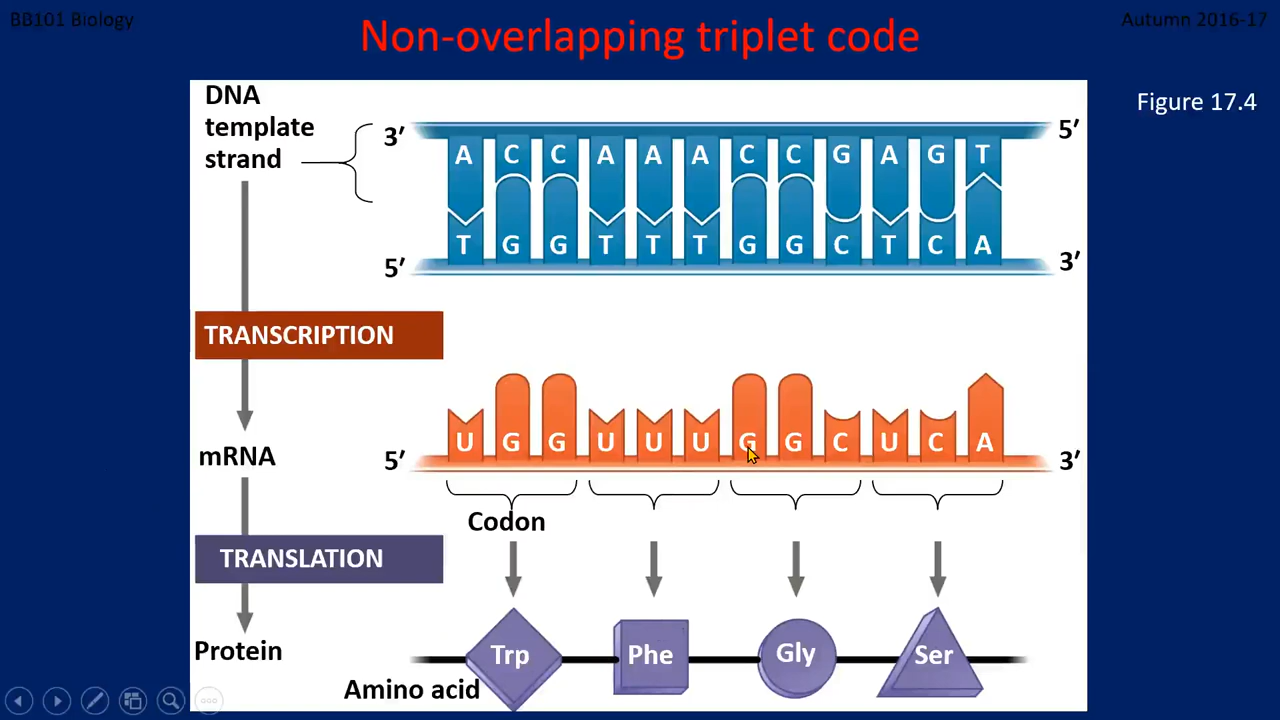 BB101 Biology
Non-overlapping triplet code
Autumn 2016-17
Figure 17.4
DNA
template
strand
3′
5′
A C C A A A C C G A G T
T G G T T T G G C T C A
5′
3′
TRANSCRIPTION
mRNA
5′
U G G U U U G G C U C A
3′
Codon
TRANSLATION
Protein
Trp
Phe
Gly
Ser
Amino acid